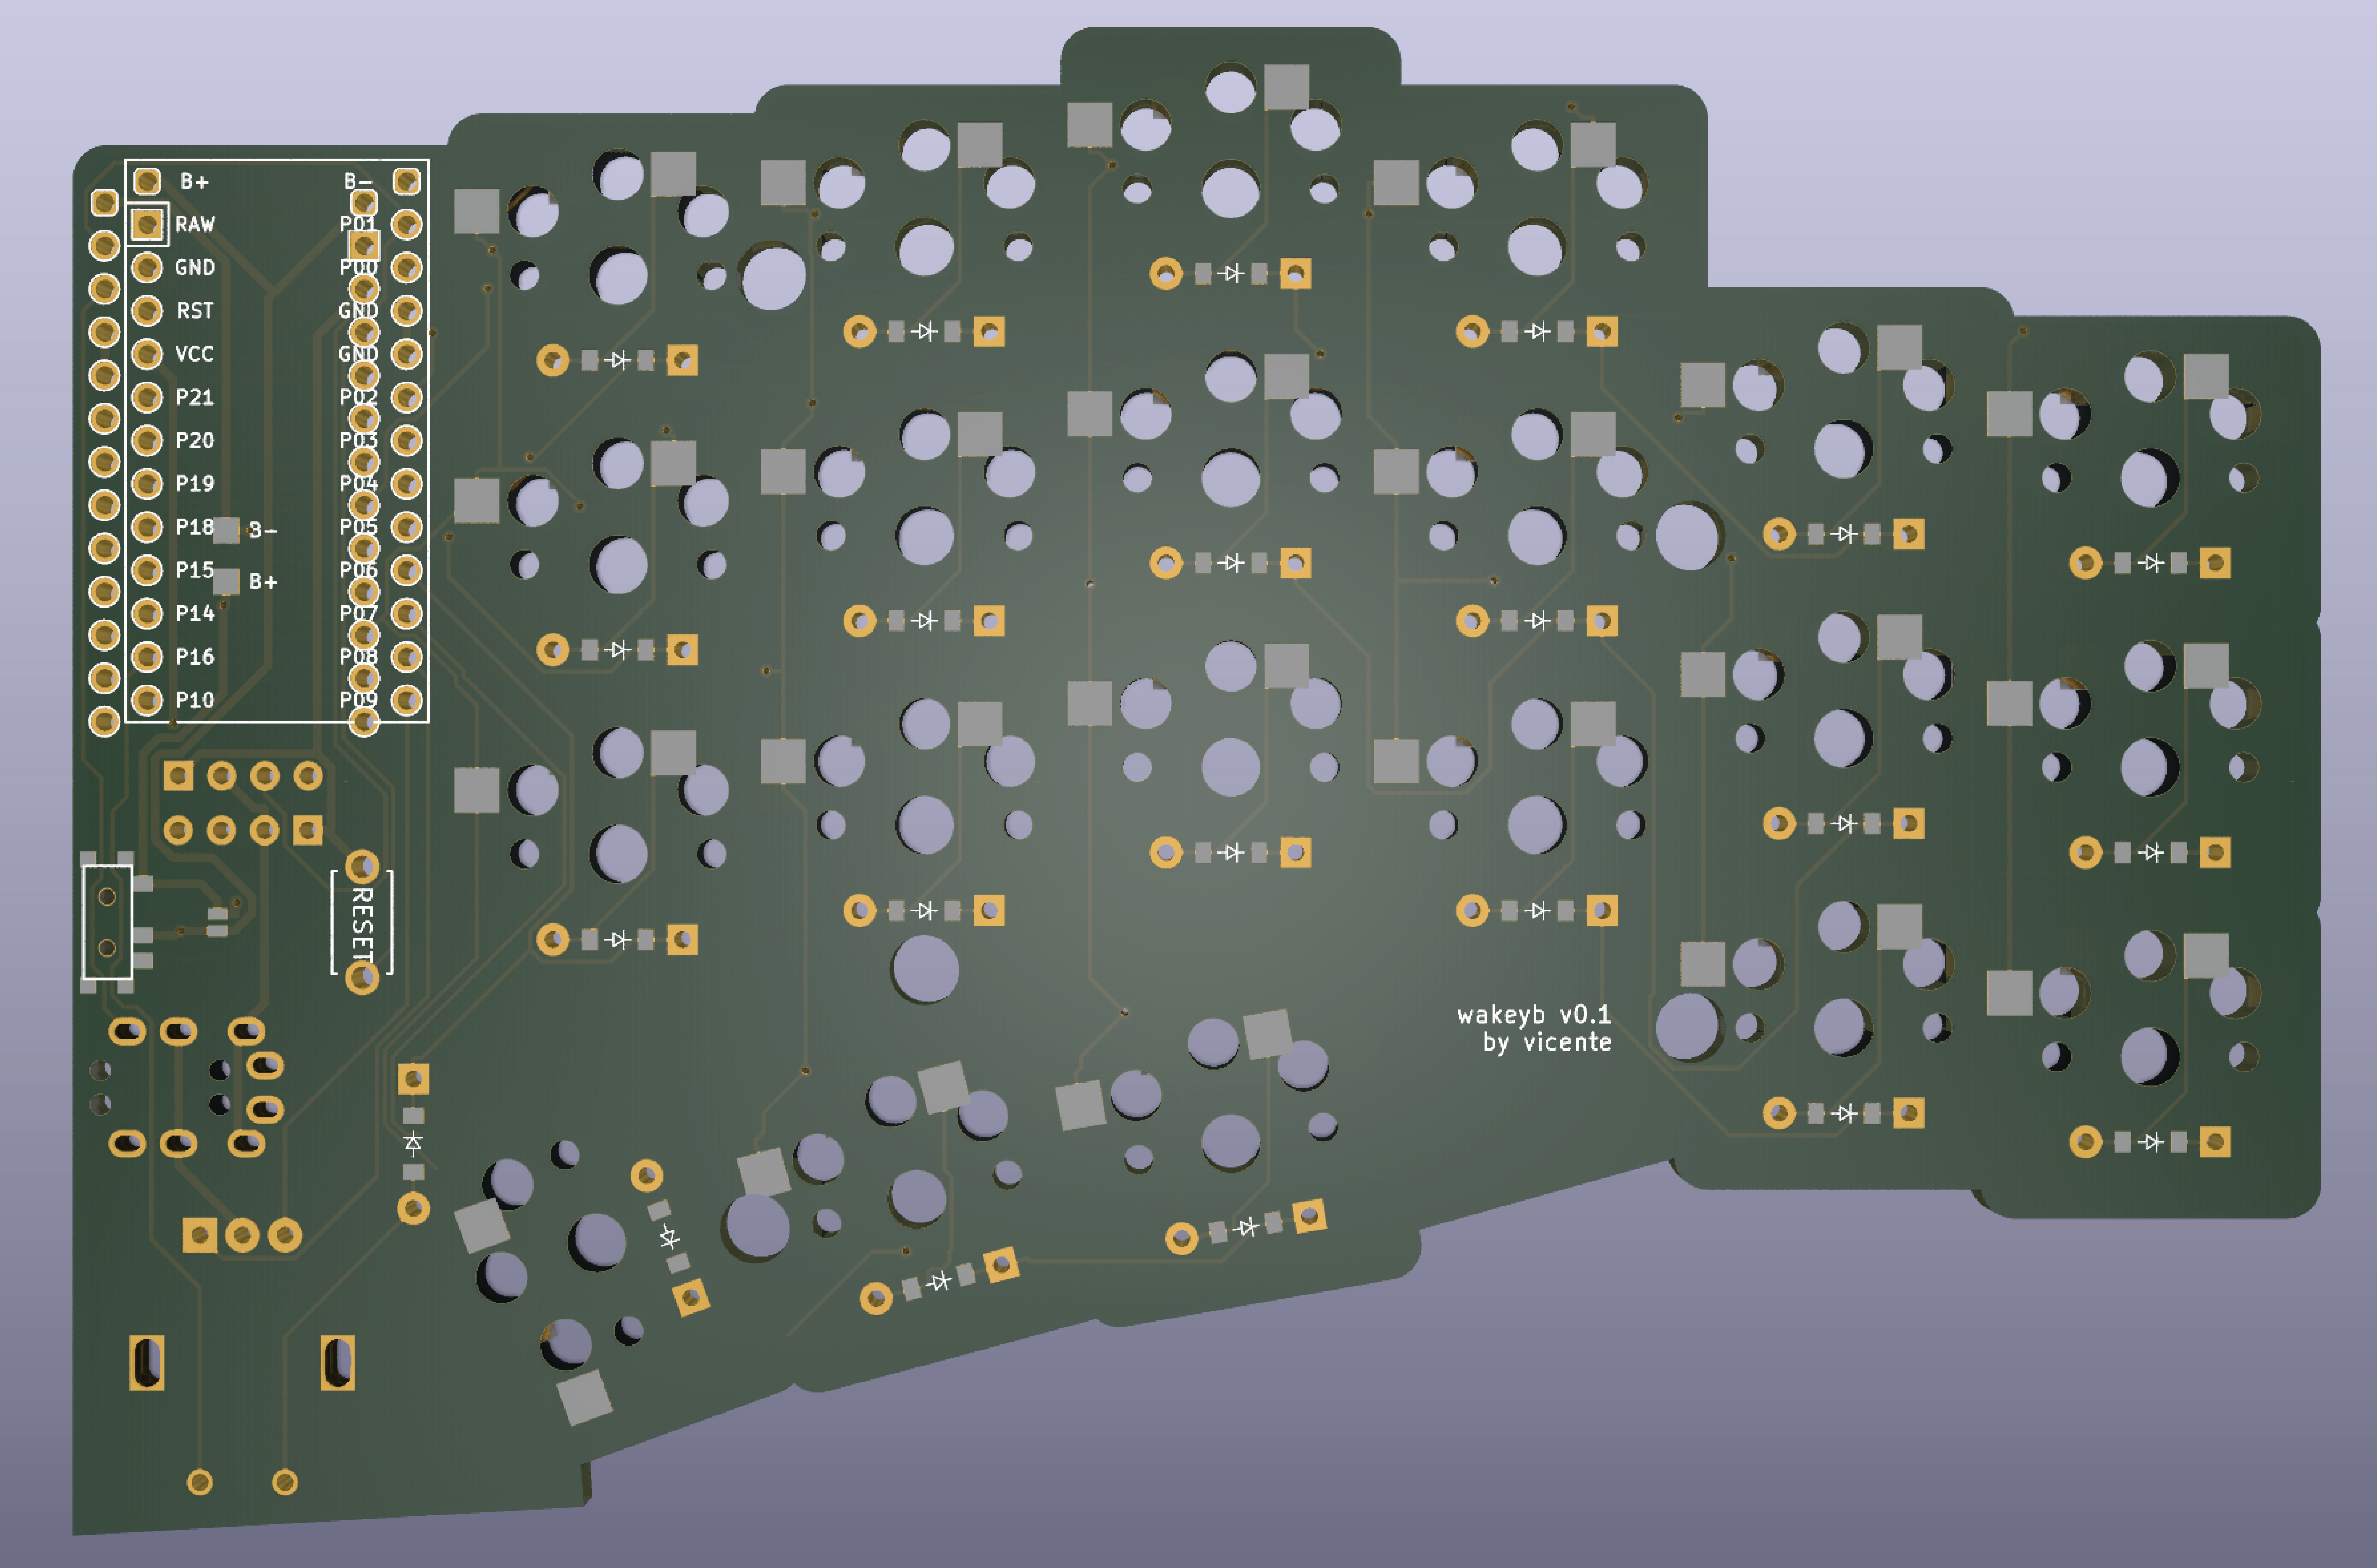 B+ B-
RAW P01
GND P00
RST GND
VCC GND
P21 P02
P20 P03
P19 P04
P18 B- P05
P15 B+ P06
P14 P07
P16 P08
P10 P09
RESET
wakeyb v0.1
by vicente